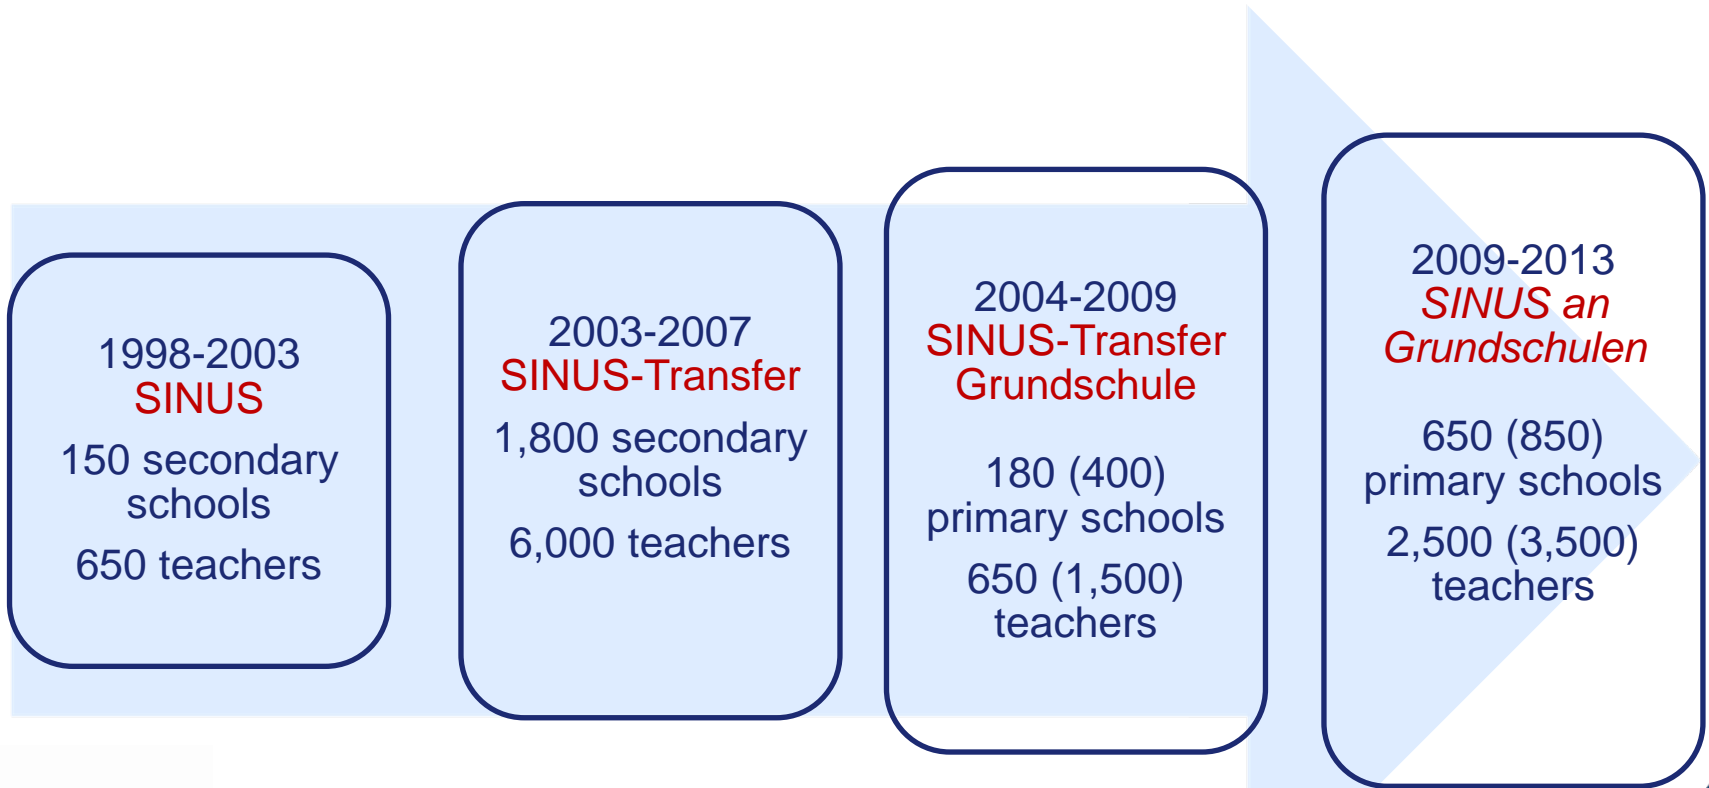 1998-2003
SINUS
150 secondary
schools
650 teachers
2003-2007
SINUS-Transfer
1,800 secondary
schools
6,000 teachers
2004-2009
SINUS-Transfer
Grundschule
180 (400)
primary schools
650 (1,500)
teachers
2009-2013
SINUS an
Grundschulen
650 (850)
primary schools
2,500 (3,500)
teachers